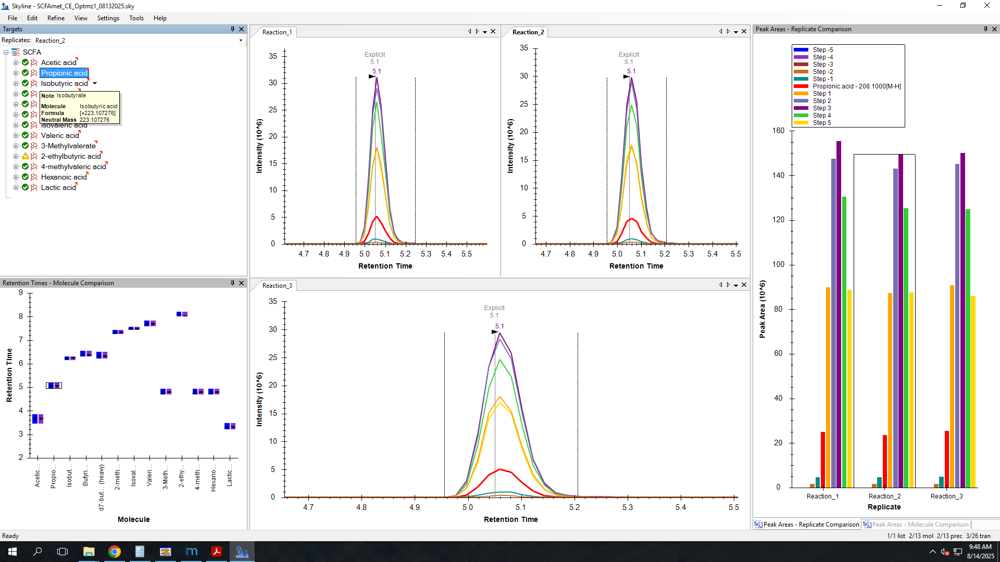 Skyline - SCFAmet_CE_Optmz1_08132025.sky
File Edit Refine View Settings Tools Help
Targets
Replicates: Reaction_2
SCFA
Acetic acid
Propionic acid
Isobutyric acid
Note Isobutyrate
Molecule Isobutyric acid
Formula [+223.107276]
Neutral Mass 223.107276
Isovaleric acid
Valeric acid
3-Methylvalerate
2-ethylbutyric acid
4-methylvaleric acid
Hexanoic acid
Lactic acid
Retention Times - Molecule Comparison
9
8
7
6
5
4
3
2
Retention Time
Acetic...
Propio...
Isobut...
Butyri...
d7-but... (heavy)
2-meth...
Isoval...
Valeri...
3-Meth...
2-ethy...
4-meth...
Hexano...
Lactic...
Molecule
Reaction_1
35
30
25
20
15
10
5
0
Intensity (10^6)
Explicit
5.1
5.1
4.7 4.8 4.9 5.0 5.1 5.2 5.3 5.4 5.5
Retention Time
Reaction_2
35
30
25
20
15
10
5
0
Intensity (10^6)
Explicit
5.1
5.1
4.7 4.8 4.9 5.0 5.1 5.2 5.3 5.4 5.5
Retention Time
Reaction_3
35
30
25
20
15
10
5
0
Intensity (10^6)
Explicit
5.1
5.1
4.7 4.8 4.9 5.0 5.1 5.2 5.3 5.4 5.5
Retention Time
Peak Areas - Replicate Comparison
Step -5
Step -4
Step -3
Step -2
Step -1
Propionic acid - 208.1000[M-H]
Step 1
Step 2
Step 3
Step 4
Step 5
160
140
120
100
80
60
40
20
0
Peak Area (10^6)
Reaction_1 Reaction_2 Reaction_3
Replicate
Peak Areas - Replicate Comparison Peak Areas - Molecule Comparison
Ready
1/1 list 2/13 mol 2/13 prec 3/26 tran
9:48 AM
8/14/2025